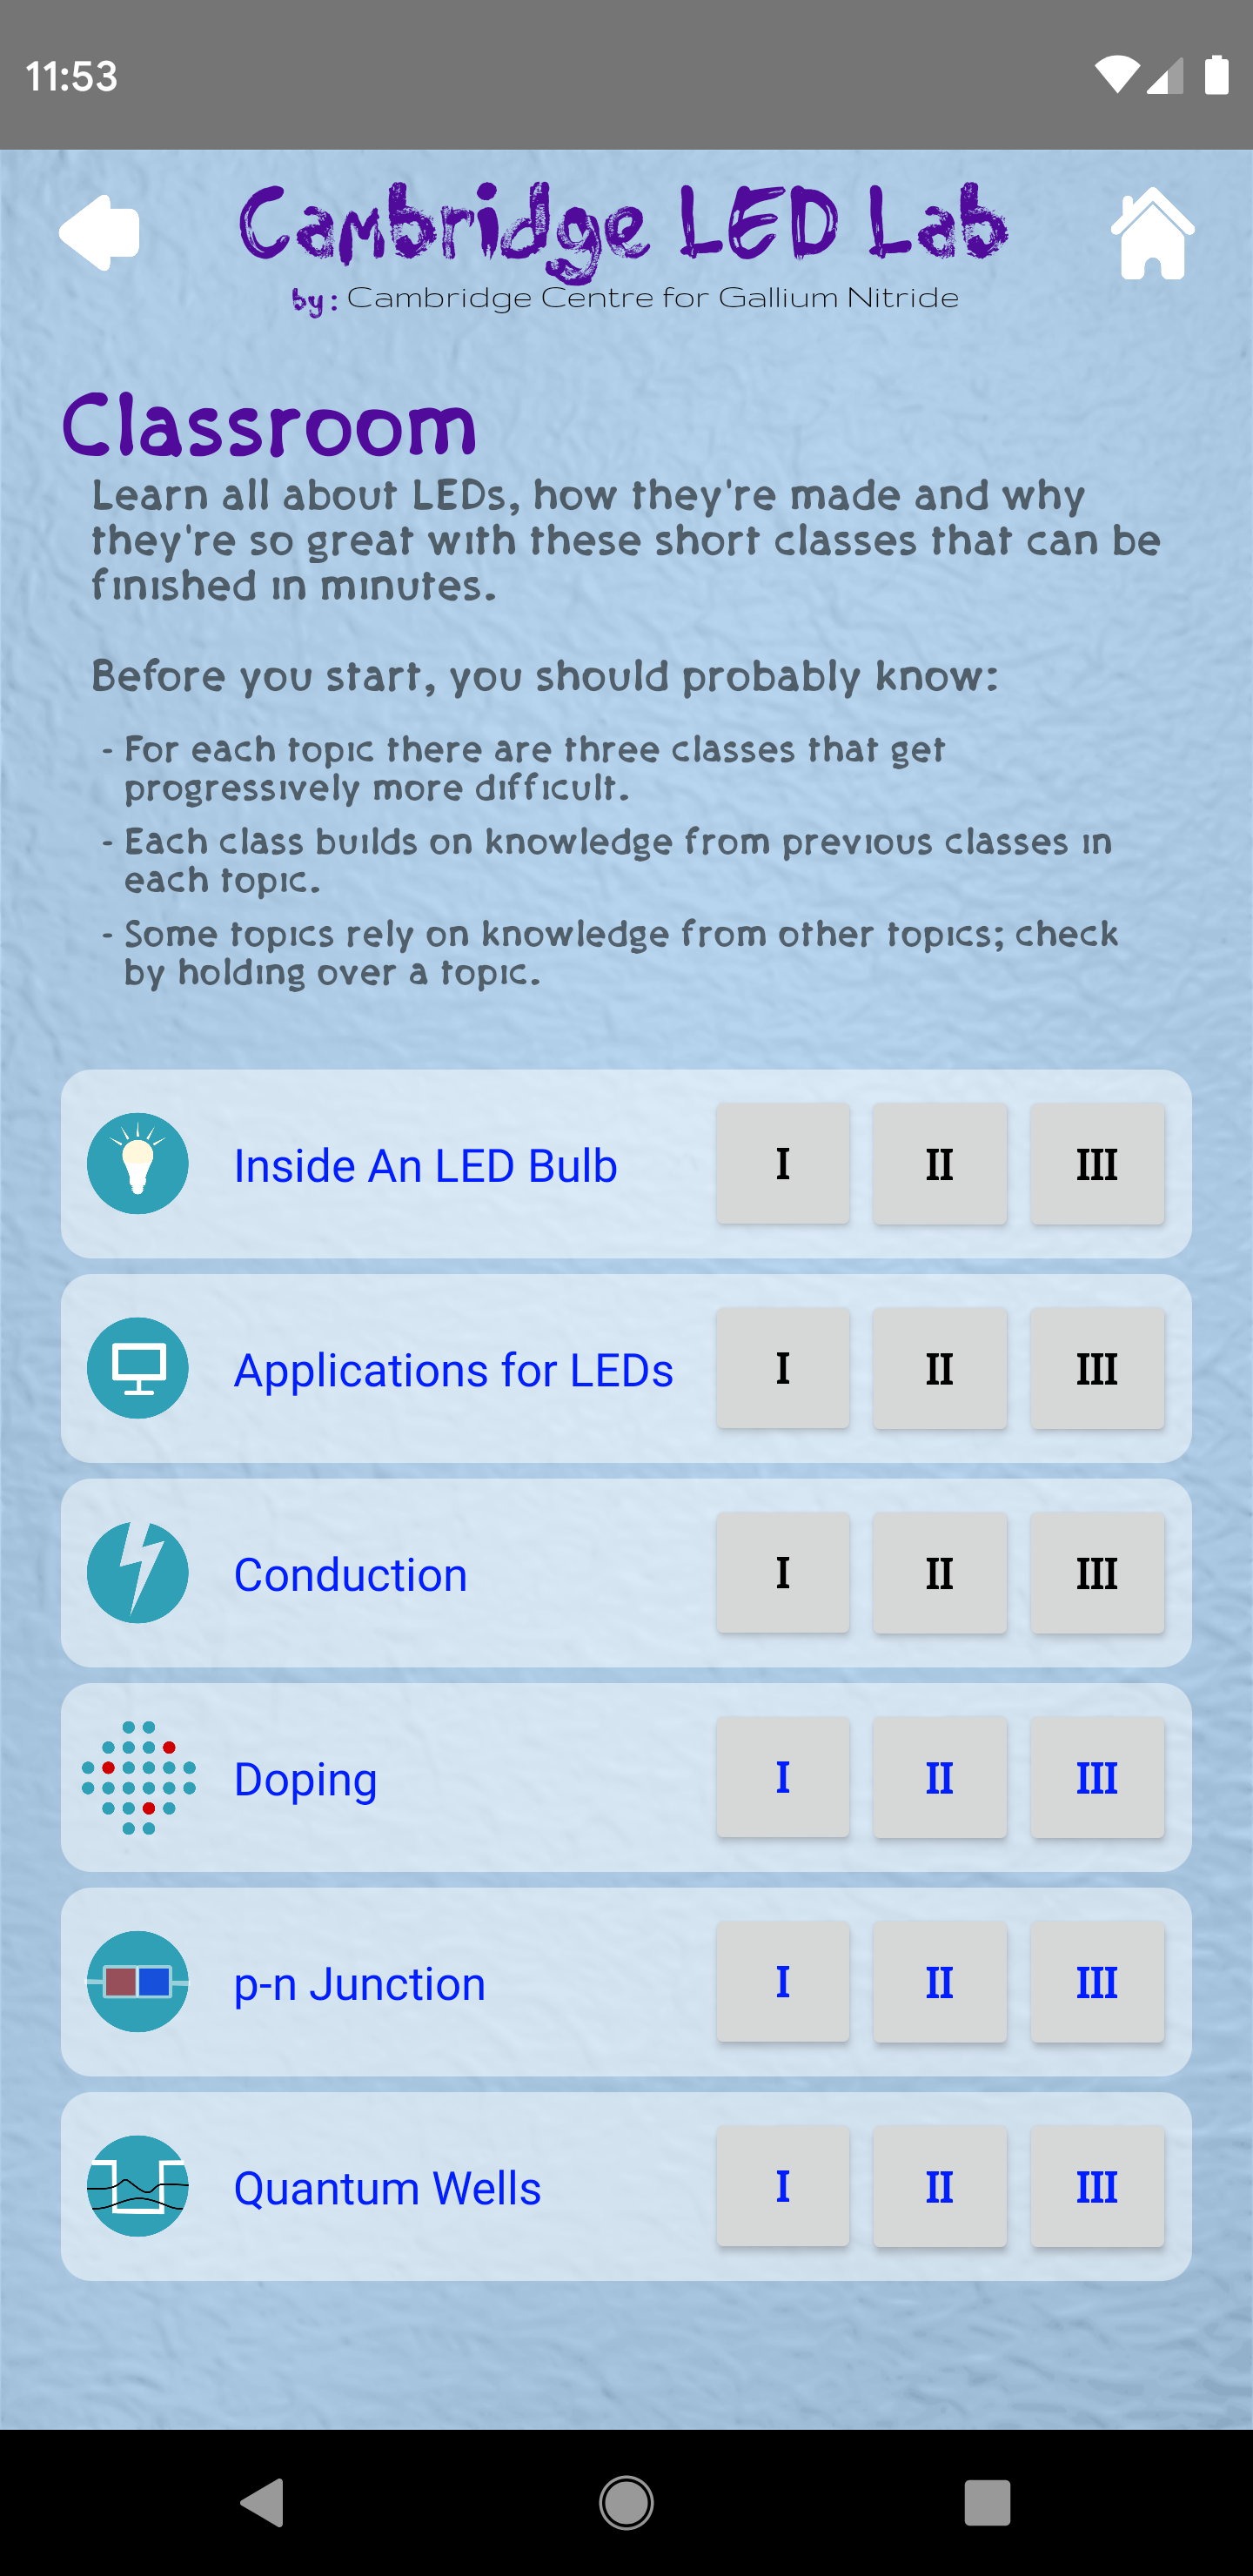 11:53
Cambridge LED Lab
by: Cambridge Centre for Gallium Nitride
Classroom
Learn all about LEDs, how they're made and why
they're so great with these short classes that can be
finished in minutes.
Before you start, you should probably know:
- For each topic there are three classes that get
progressively more difficult.
- Each class builds on knowledge from previous classes in
each topic.
- Some topics rely on knowledge from other topics; check
by holding over a topic.
Inside An LED Bulb I II III
Applications for LEDs I II III
Conduction I II III
Doping I II III
p-n Junction I II III
Quantum Wells I II III